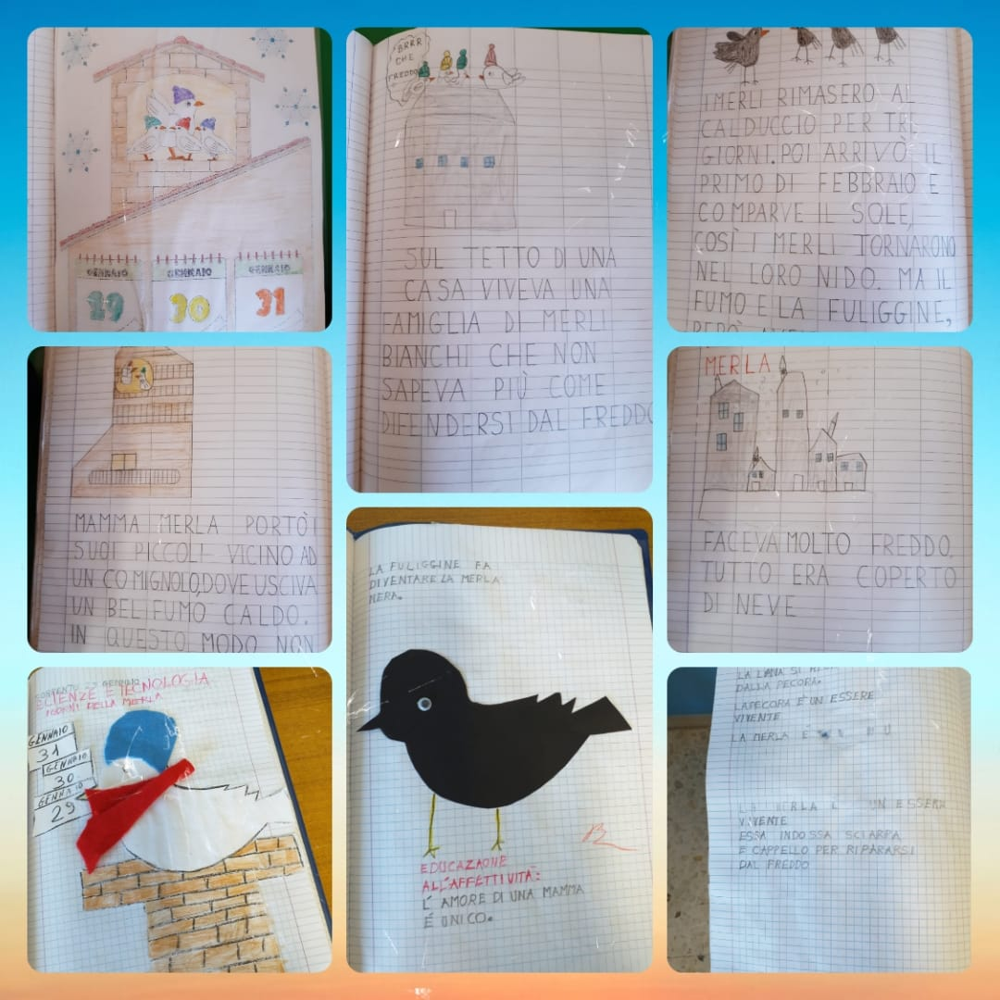 GENNAIO
29
GENNAIO
30
GENNAIO
31
BRRR
CHE
FREDDO
SUL TETTO DI UNA
CASA VIVEVA UNA
FAMIGLIA DI MERLI
BIANCHI CHE NON
SAPEVA PIÙ COME
DIFENDERSI DAL FREDDO
I MERLI RIMASERO AL
CALDUCCIO PER TRE
GIORNI. POI ARRIVÒ IL
PRIMO DI FEBBRAIO E
COMPARVE IL SOLE,
COSÌ I MERLI TORNARONO
NEL LORO NIDO. MA IL
FUMO E LA FULIGGINE,
PERÒ
MAMMA MERLA PORTÒ I
SUOI PICCOLI VICINO AD
UN COMIGNOLO, DOVE USCIVA
UN BEL FUMO CALDO.
IN QUESTO MODO NON
MERLA
FACEVA MOLTO FREDDO,
TUTTO ERA COPERTO
DI NEVE
SORRENTO 29 GENNAIO
SCIENZE E TECNOLOGIA
I GIORNI DELLA MERLA
GENNAIO
31
GENNAIO
30
GENNAIO
29
LA FULIGGINE FA
DIVENTARE LA MERLA
NERA.
EDUCAZAONE
ALL'AFFETTIVITÀ:
L'AMORE DI UNA MAMMA
É UNICO.
LA LANA SI
DALLA PECORA.
LA PECORA È UN ESSERE
VIVENTE
LA MERLA È
LA MERLA È UN ESSERE
VIVENTE
ESSA INDOSSA SCIARPA
E CAPPELLO PER RIPARARSI
DAL FREDDO